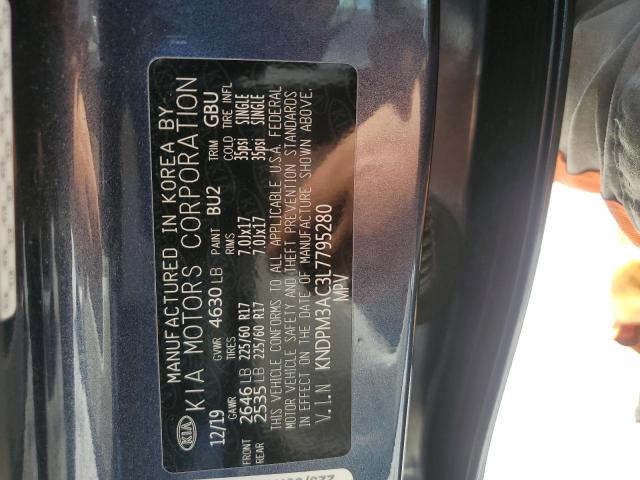 MANUFACTURED IN KOREA BY
KIA KIA MOTORS CORPORATION
12/19 GVWR 4630 LB PAINT BU2 TRIM GBU
GAWR TIRES RIMS COLD TIRE INFL
FRONT 2646 LB 225/60 R17 7.0Jx17 35psi SINGLE
REAR 2535 LB 225/60 R17 7.0Jx17 35psi SINGLE
THIS VEHICLE CONFORMS TO ALL APPLICABLE U.S.A. FEDERAL
MOTOR VEHICLE SAFETY AND THEFT PREVENTION STANDARDS
IN EFFECT ON THE DATE OF MANUFACTURE SHOWN ABOVE.
V.I.N KNDPM3AC3L7795280
MPV